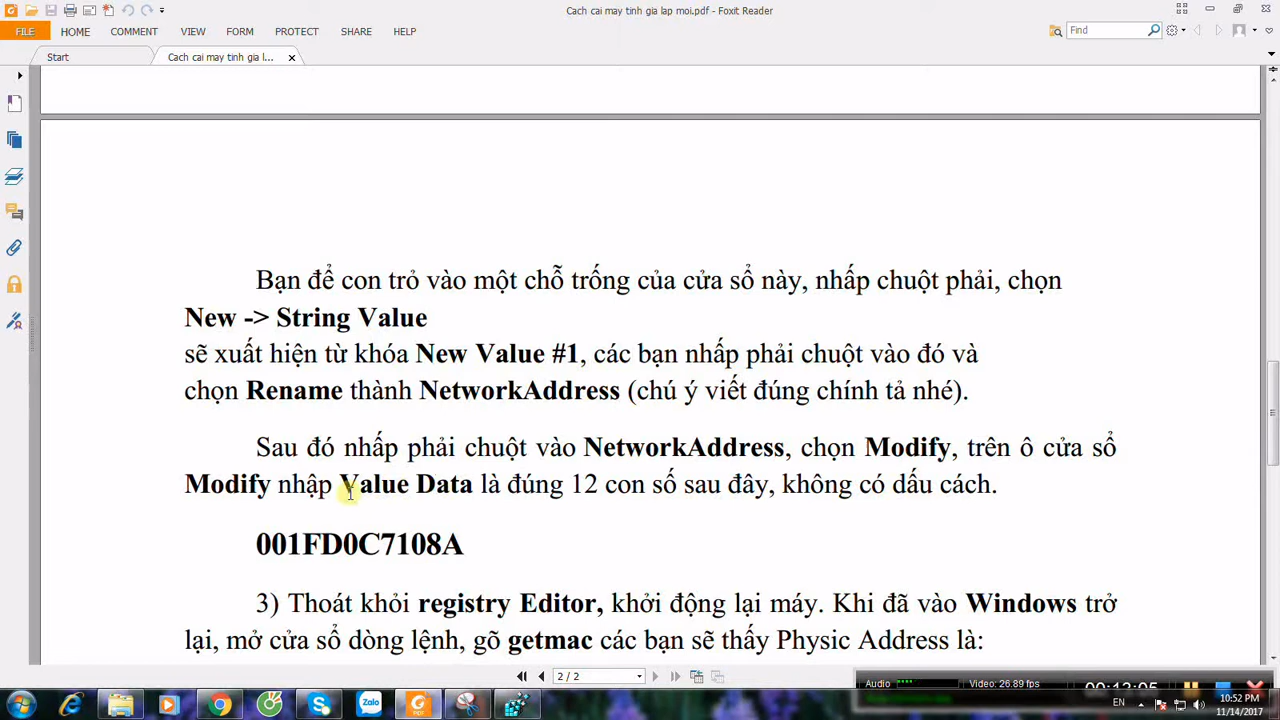 Cach cai may tinh gia lap moi.pdf - Foxit Reader
FILE HOME COMMENT VIEW FORM PROTECT SHARE HELP
Find
Start
Cach cai may tinh gia l...
Bạn để con trỏ vào một chỗ trống của cửa sổ này, nhấp chuột phải, chọn
New -> String Value
sẽ xuất hiện từ khóa New Value #1, các bạn nhấp phải chuột vào đó và
chọn Rename thành NetworkAddress (chú ý viết đúng chính tả nhé).
Sau đó nhấp phải chuột vào NetworkAddress, chọn Modify, trên ô cửa sổ
Modify nhập Value Data là đúng 12 con số sau đây, không có dấu cách.
001FD0C7108A
3) Thoát khỏi registry Editor, khởi động lại máy. Khi đã vào Windows trở
lại, mở cửa sổ dòng lệnh, gõ getmac các bạn sẽ thấy Physic Address là:
2 / 2
Audio
Video: 26.89 fps
Zalo
PDF
EN
10:52 PM
11/14/2017